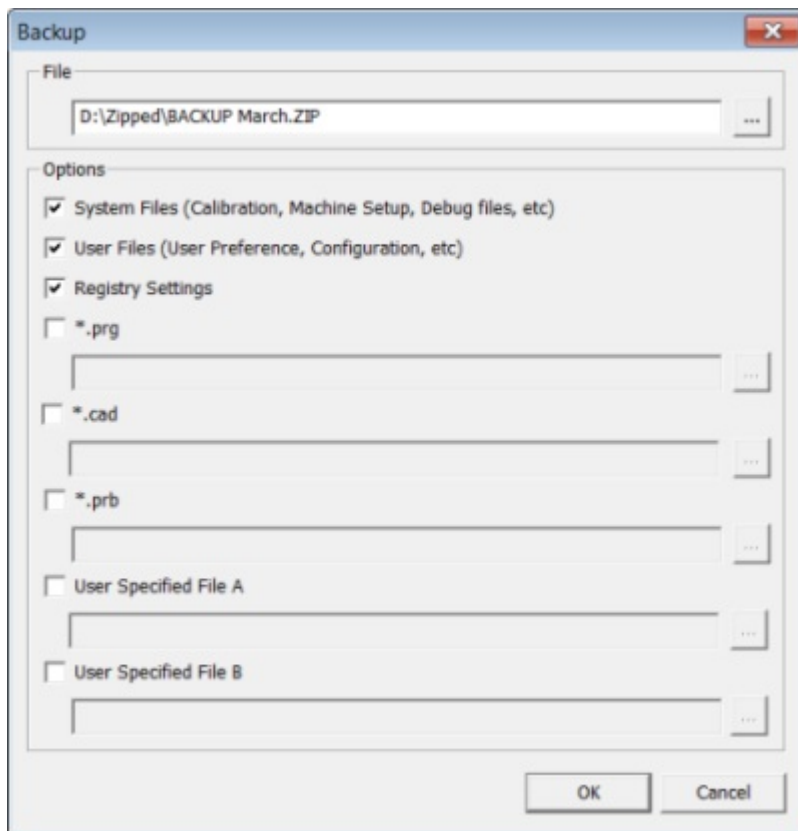 Backup
File
D:\Zipped\BACKUP March.ZIP
...
Options
System Files (Calibration, Machine Setup, Debug files, etc)
User Files (User Preference, Configuration, etc)
Registry Settings
*.prg
...
*.cad
...
*.prb
...
User Specified File A
...
User Specified File B
...
OK Cancel